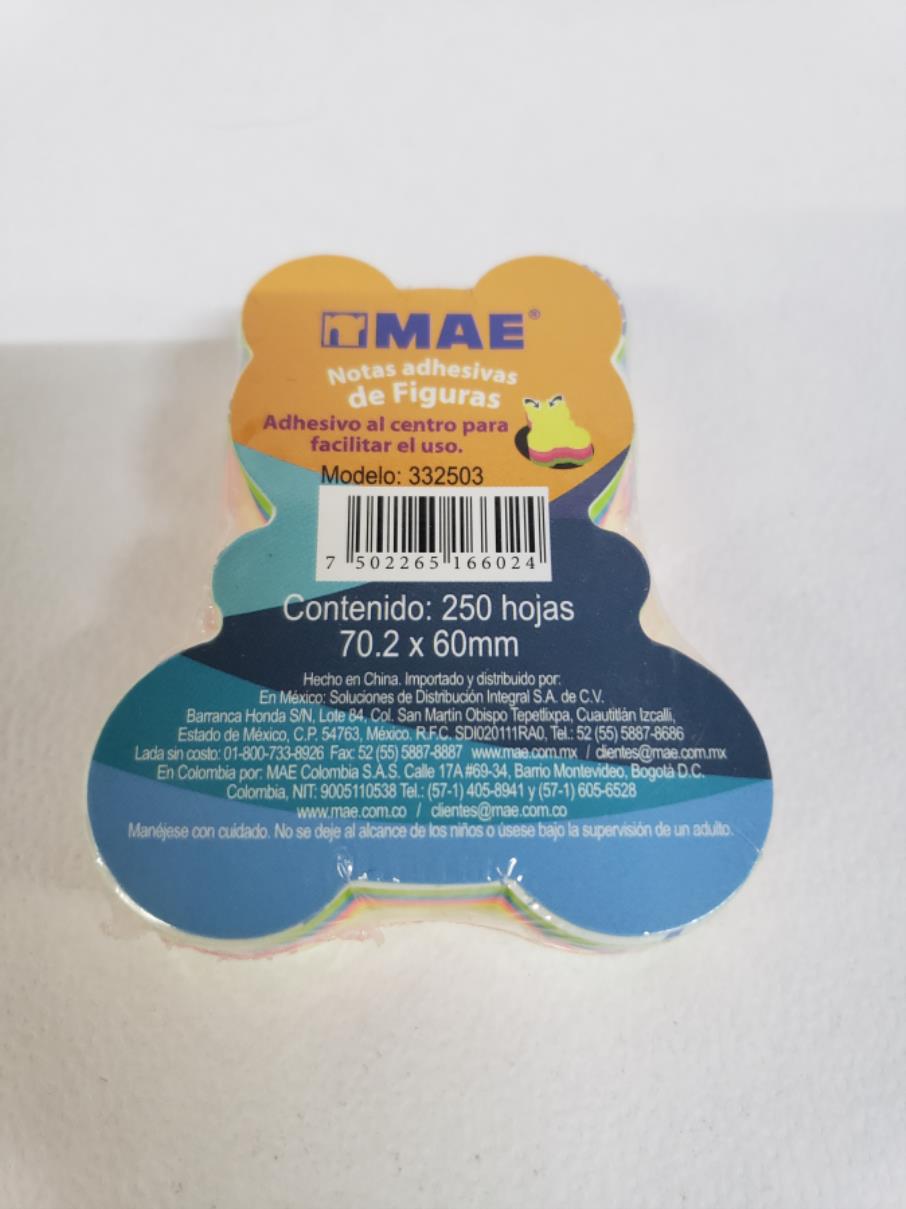 MAE®
Notas adhesivas
de Figuras
Adhesivo al centro para
facilitar el uso.
Modelo: 332503
7 502265 166024
Contenido: 250 hojas
70.2 x 60mm
Hecho en China. Importado y distribuido por:
En México: Soluciones de Distribución Integral S.A. de C.V.
Barranca Honda S/N, Lote 84, Col. San Martín Obispo Tepetlixpa, Cuautitlán Izcalli,
Estado de México, C.P. 54763, México. R.F.C. SDI020111RA0, Tel.: 52 (55) 5887-8686
Lada sin costo: 01-800-733-8926 Fax: 52 (55) 5887-8887 www.mae.com.mx / clientes@mae.com.mx
En Colombia por: MAE Colombia S.A.S. Calle 17A #69-34, Barrio Montevideo, Bogotá D.C.
Colombia, NIT: 9005110538 Tel.: (57-1) 405-8941 y (57-1) 605-6528
www.mae.com.co / clientes@mae.com.co
Manéjese con cuidado. No se deje al alcance de los niños o úsese bajo la supervisión de un adulto.